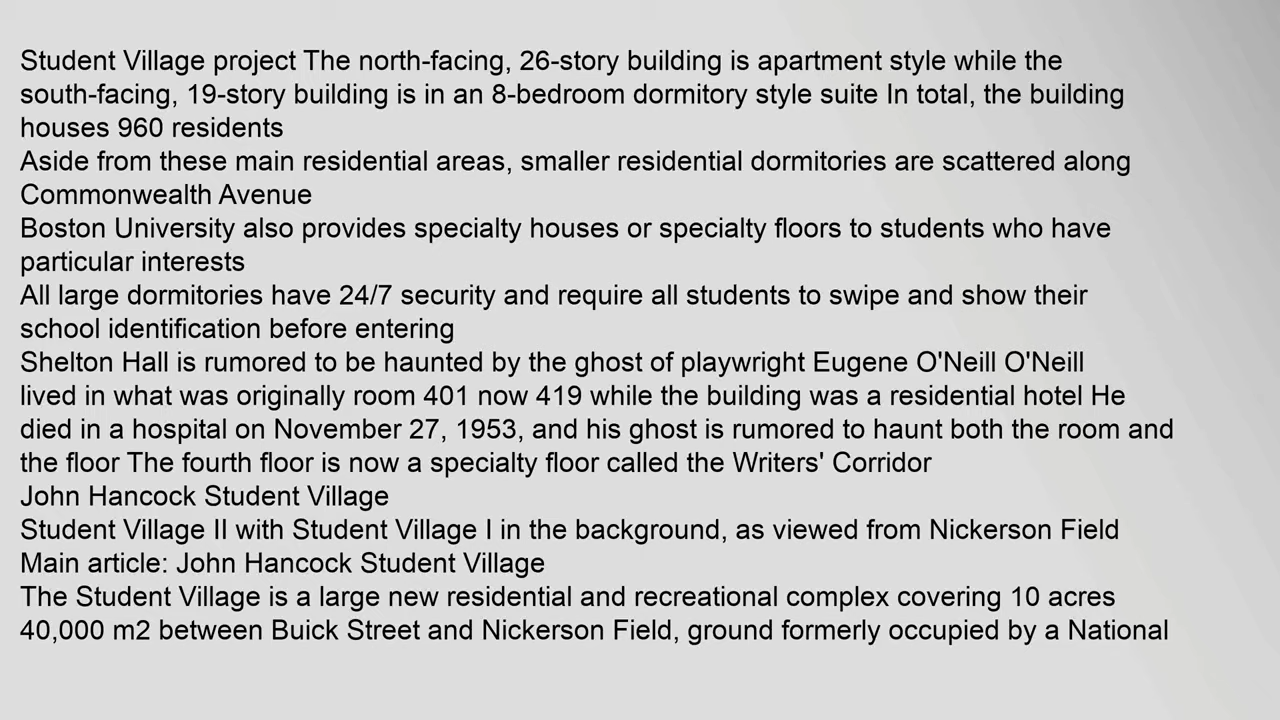 Student Village project The north-facing, 26-story building is apartment style while the
south-facing, 19-story building is in an 8-bedroom dormitory style suite In total, the building
houses 960 residents
Aside from these main residential areas, smaller residential dormitories are scattered along
Commonwealth Avenue
Boston University also provides specialty houses or specialty floors to students who have
particular interests
All large dormitories have 24/7 security and require all students to swipe and show their
school identification before entering
Shelton Hall is rumored to be haunted by the ghost of playwright Eugene O'Neill O'Neill
lived in what was originally room 401 now 419 while the building was a residential hotel He
died in a hospital on November 27, 1953, and his ghost is rumored to haunt both the room and
the floor The fourth floor is now a specialty floor called the Writers' Corridor
John Hancock Student Village
Student Village II with Student Village I in the background, as viewed from Nickerson Field
Main article: John Hancock Student Village
The Student Village is a large new residential and recreational complex covering 10 acres
40,000 m2 between Buick Street and Nickerson Field, ground formerly occupied by a National